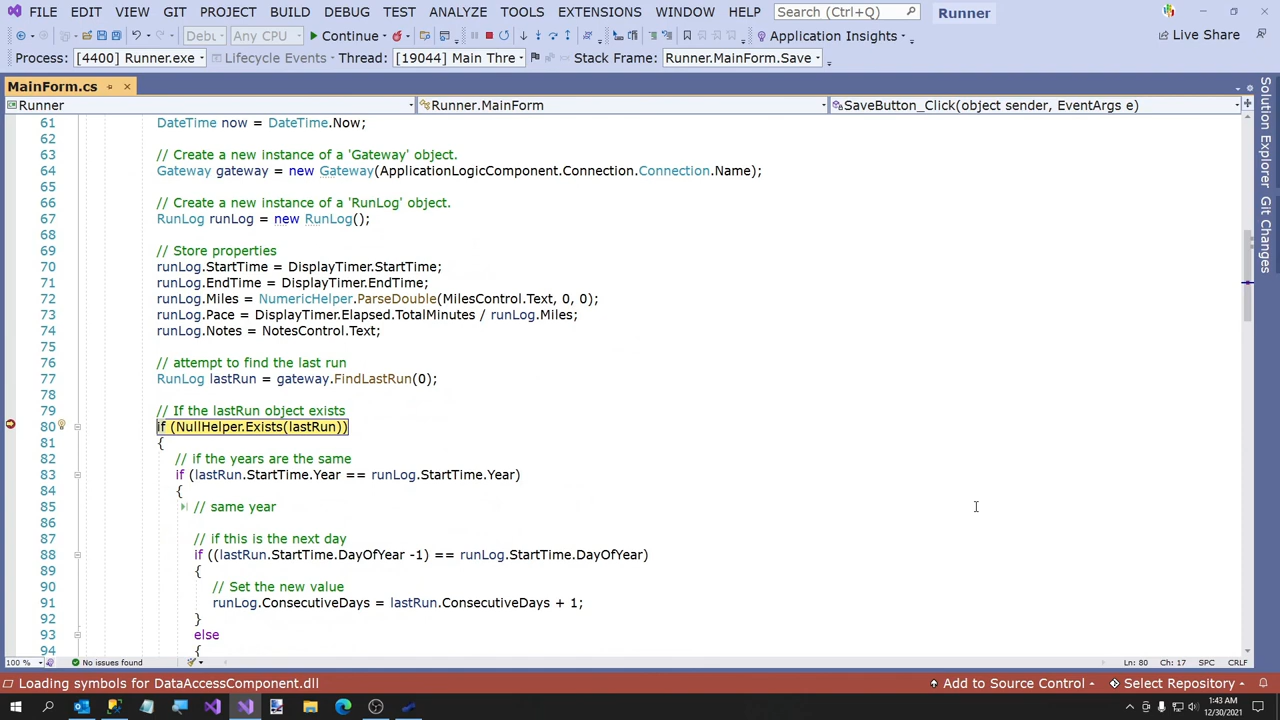 FILE EDIT VIEW GIT PROJECT BUILD DEBUG TEST ANALYZE TOOLS EXTENSIONS WINDOW HELP Search (Ctrl+Q) Runner
Debu Any CPU Continue Application Insights Live Share
Process: [4400] Runner.exe Lifecycle Events Thread: [19044] Main Thre Stack Frame: Runner.MainForm.Save
MainForm.cs
Runner Runner.MainForm SaveButton_Click(object sender, EventArgs e)
Solution Explorer
Git Changes
61 DateTime now = DateTime.Now;
62
63 // Create a new instance of a 'Gateway' object.
64 Gateway gateway = new Gateway(ApplicationLogicComponent.Connection.Connection.Name);
65
66 // Create a new instance of a 'RunLog' object.
67 RunLog runLog = new RunLog();
68
69 // Store properties
70 runLog.StartTime = DisplayTimer.StartTime;
71 runLog.EndTime = DisplayTimer.EndTime;
72 runLog.Miles = NumericHelper.ParseDouble(MilesControl.Text, 0, 0);
73 runLog.Pace = DisplayTimer.Elapsed.TotalMinutes / runLog.Miles;
74 runLog.Notes = NotesControl.Text;
75
76 // attempt to find the last run
77 RunLog lastRun = gateway.FindLastRun(0);
78
79 // If the lastRun object exists
80 if (NullHelper.Exists(lastRun))
81 {
82 // if the years are the same
83 if (lastRun.StartTime.Year == runLog.StartTime.Year)
84 {
85 // same year
86
87 // if this is the next day
88 if ((lastRun.StartTime.DayOfYear -1) == runLog.StartTime.DayOfYear)
89 {
90 // Set the new value
91 runLog.ConsecutiveDays = lastRun.ConsecutiveDays + 1;
92 }
93 else
94 {
100 % No issues found Ln: 80 Ch: 17 SPC CRLF
Loading symbols for DataAccessComponent.dll Add to Source Control Select Repository
1:43 AM
12/30/2021